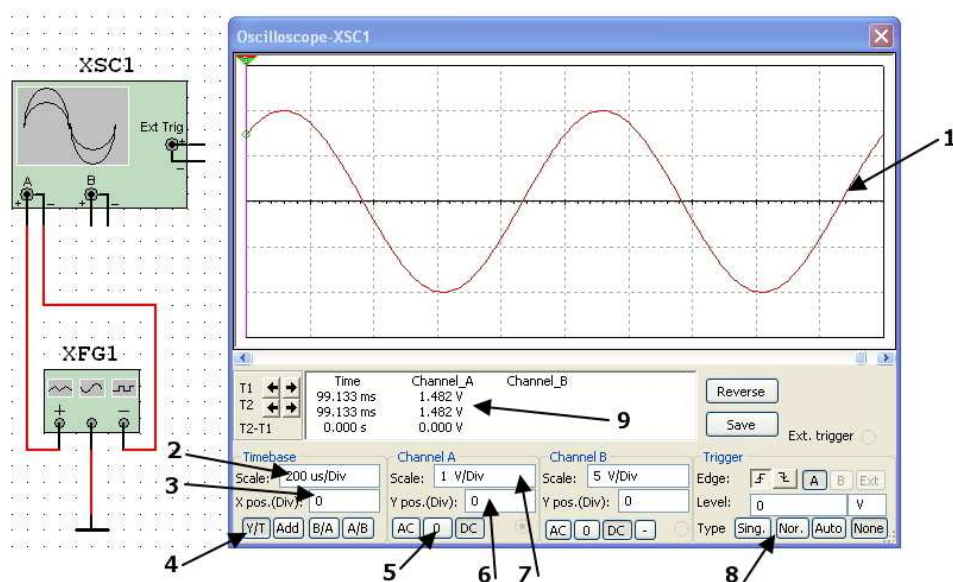 Oscilloscope-XSC1
XSC1
Ext Trig
+
-
A
B
+ - + -
1
XFG1
+ -
T1
T2
T2-T1
Time Channel_A Channel_B
99.133 ms 1.482 V
99.133 ms 1.482 V
0.000 s 0.000 V
9
Reverse
Save
Ext. trigger
2
3
4
Timebase
Scale: 200 us/Div
X pos.(Div): 0
Y/T Add B/A A/B
Channel A
Scale: 1 V/Div
Y pos.(Div): 0
AC 0 DC
Channel B
Scale: 5 V/Div
Y pos.(Div): 0
AC 0 DC -
Trigger
Edge: A B Ext
Level: 0 V
Type Sing. Nor. Auto None
5 6 7 8